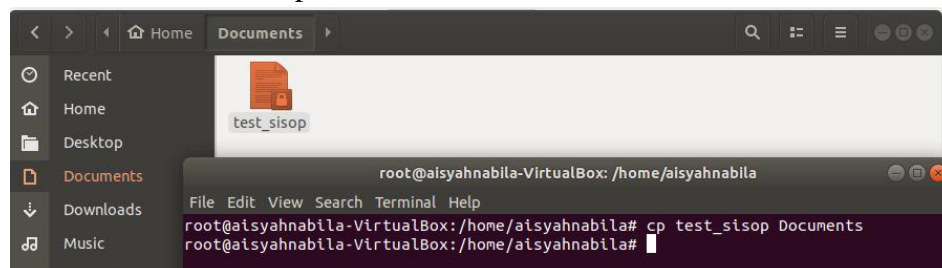 Home Documents
Recent
Home
test_sisop
Desktop
Documents
root@aisyahnabila-VirtualBox: /home/aisyahnabila
Downloads
File Edit View Search Terminal Help
root@aisyahnabila-VirtualBox:/home/aisyahnabila# cp test_sisop Documents
Music
root@aisyahnabila-VirtualBox:/home/aisyahnabila#